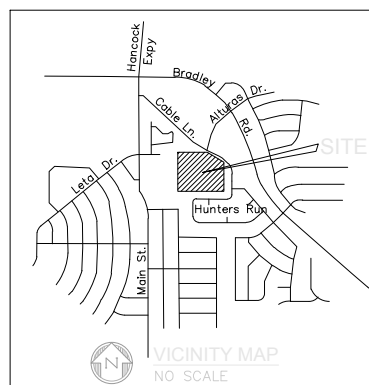 Hancock
Expy
Bradley
Rd.
Cable Ln.
Alturas Dr.
SITE
Leta Dr.
Hunters Run
Main St.
N
VICINITY MAP
NO SCALE